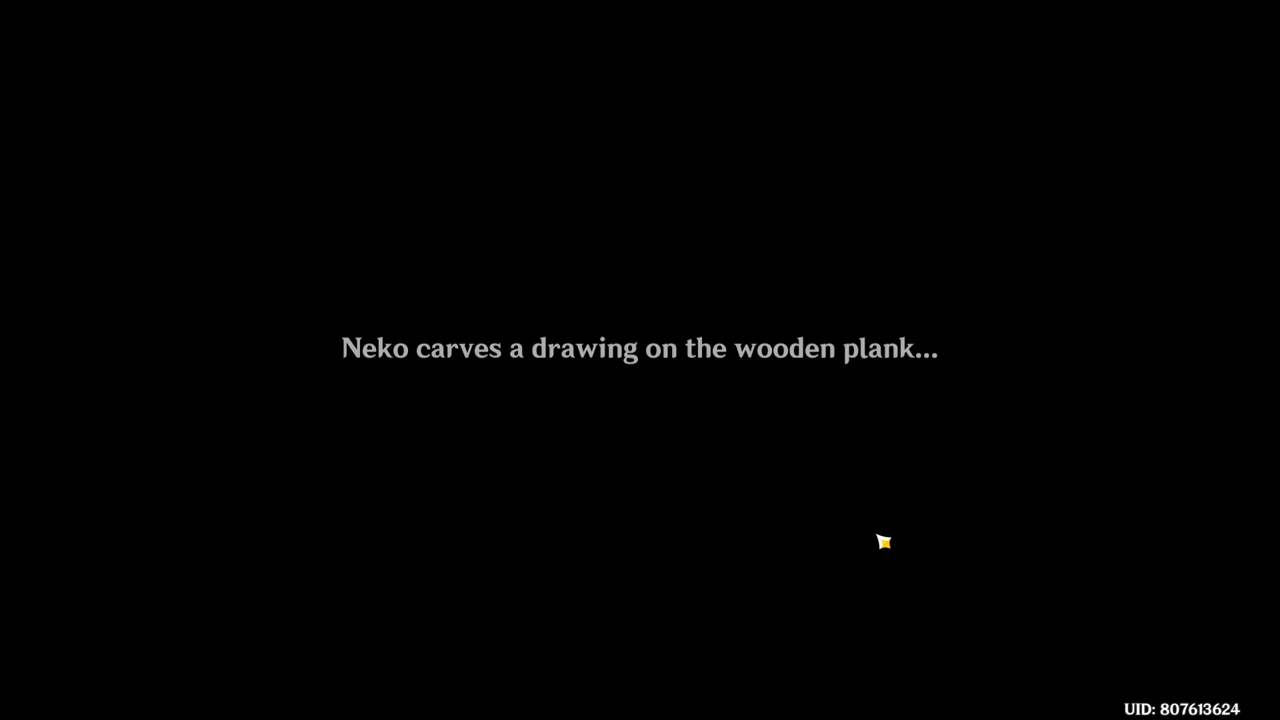 Neko carves a drawing on the wooden plank...
UID: 807613624